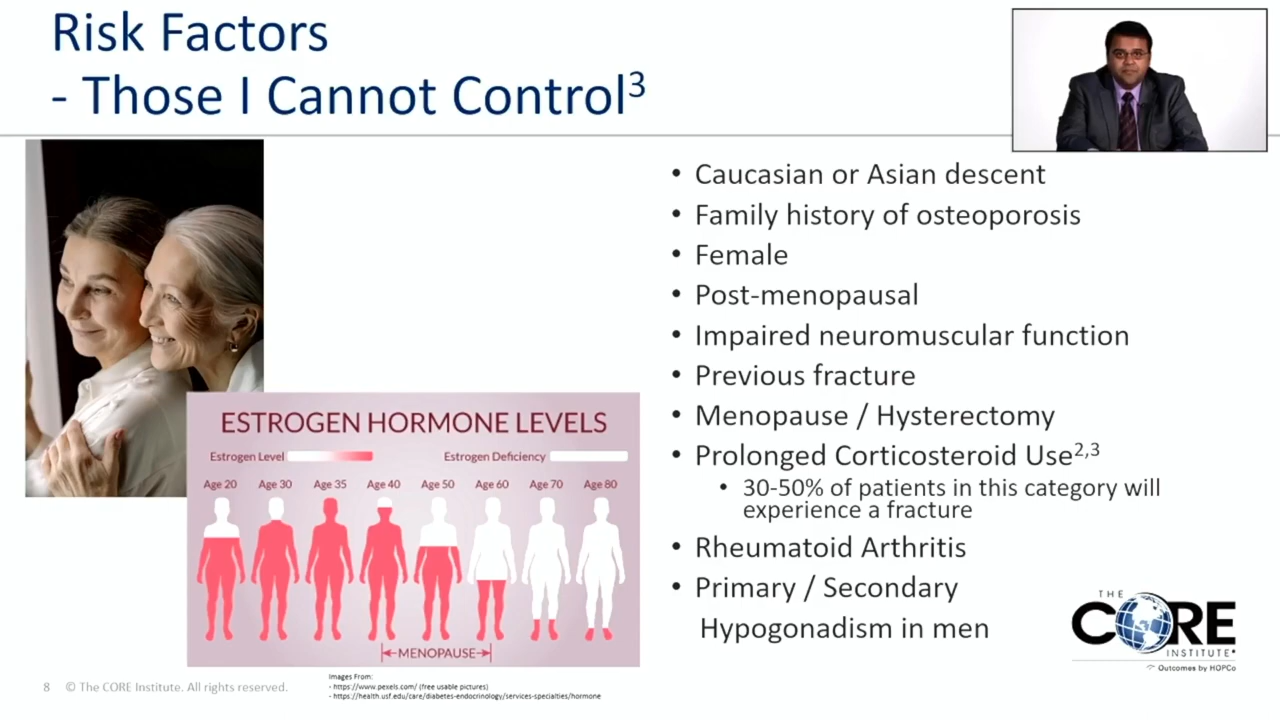 Risk Factors
- Those I Cannot Control3
• Caucasian or Asian descent
• Family history of osteoporosis
• Female
• Post-menopausal
• Impaired neuromuscular function
• Previous fracture
• Menopause / Hysterectomy
• Prolonged Corticosteroid Use2,3
• 30-50% of patients in this category will
experience a fracture
• Rheumatoid Arthritis
• Primary / Secondary
Hypogonadism in men
ESTROGEN HORMONE LEVELS
Estrogen Level Estrogen Deficiency
Age 20 Age 30 Age 35 Age 40 Age 50 Age 60 Age 70 Age 80
MENOPAUSE
THE
CORE
INSTITUTE
Outcomes by HOPCo
8 © The CORE Institute. All rights reserved.
Images From:
- https://www.pexels.com/ (free usable pictures)
- https://health.usf.edu/care/diabetes-endocrinology/services-specialties/hormone